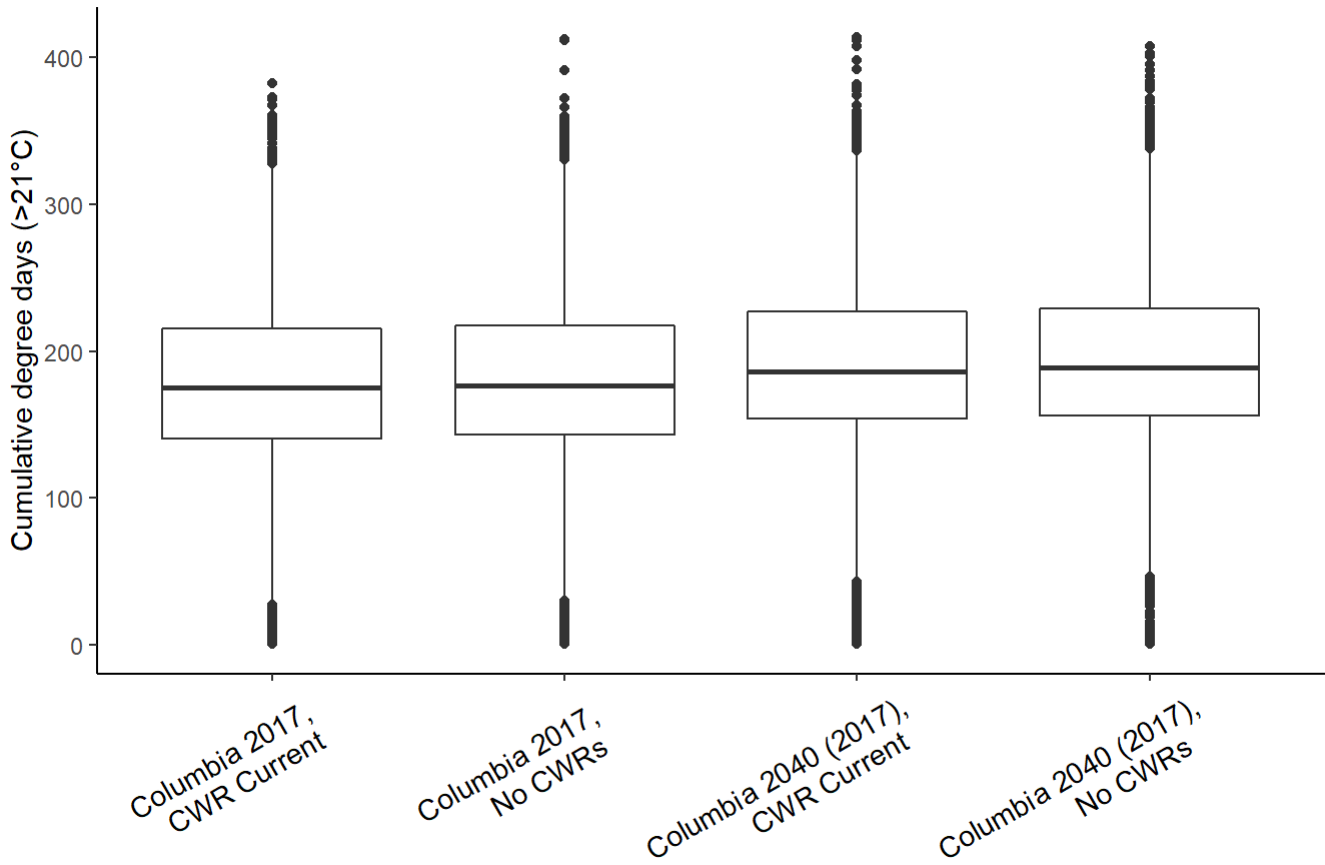 Cumulative degree days (>21°C)
400
300
200
100
0
Columbia 2017,
CWR Current
Columbia 2017,
No CWRs
Columbia 2040 (2017),
CWR Current
Columbia 2040 (2017),
No CWRs